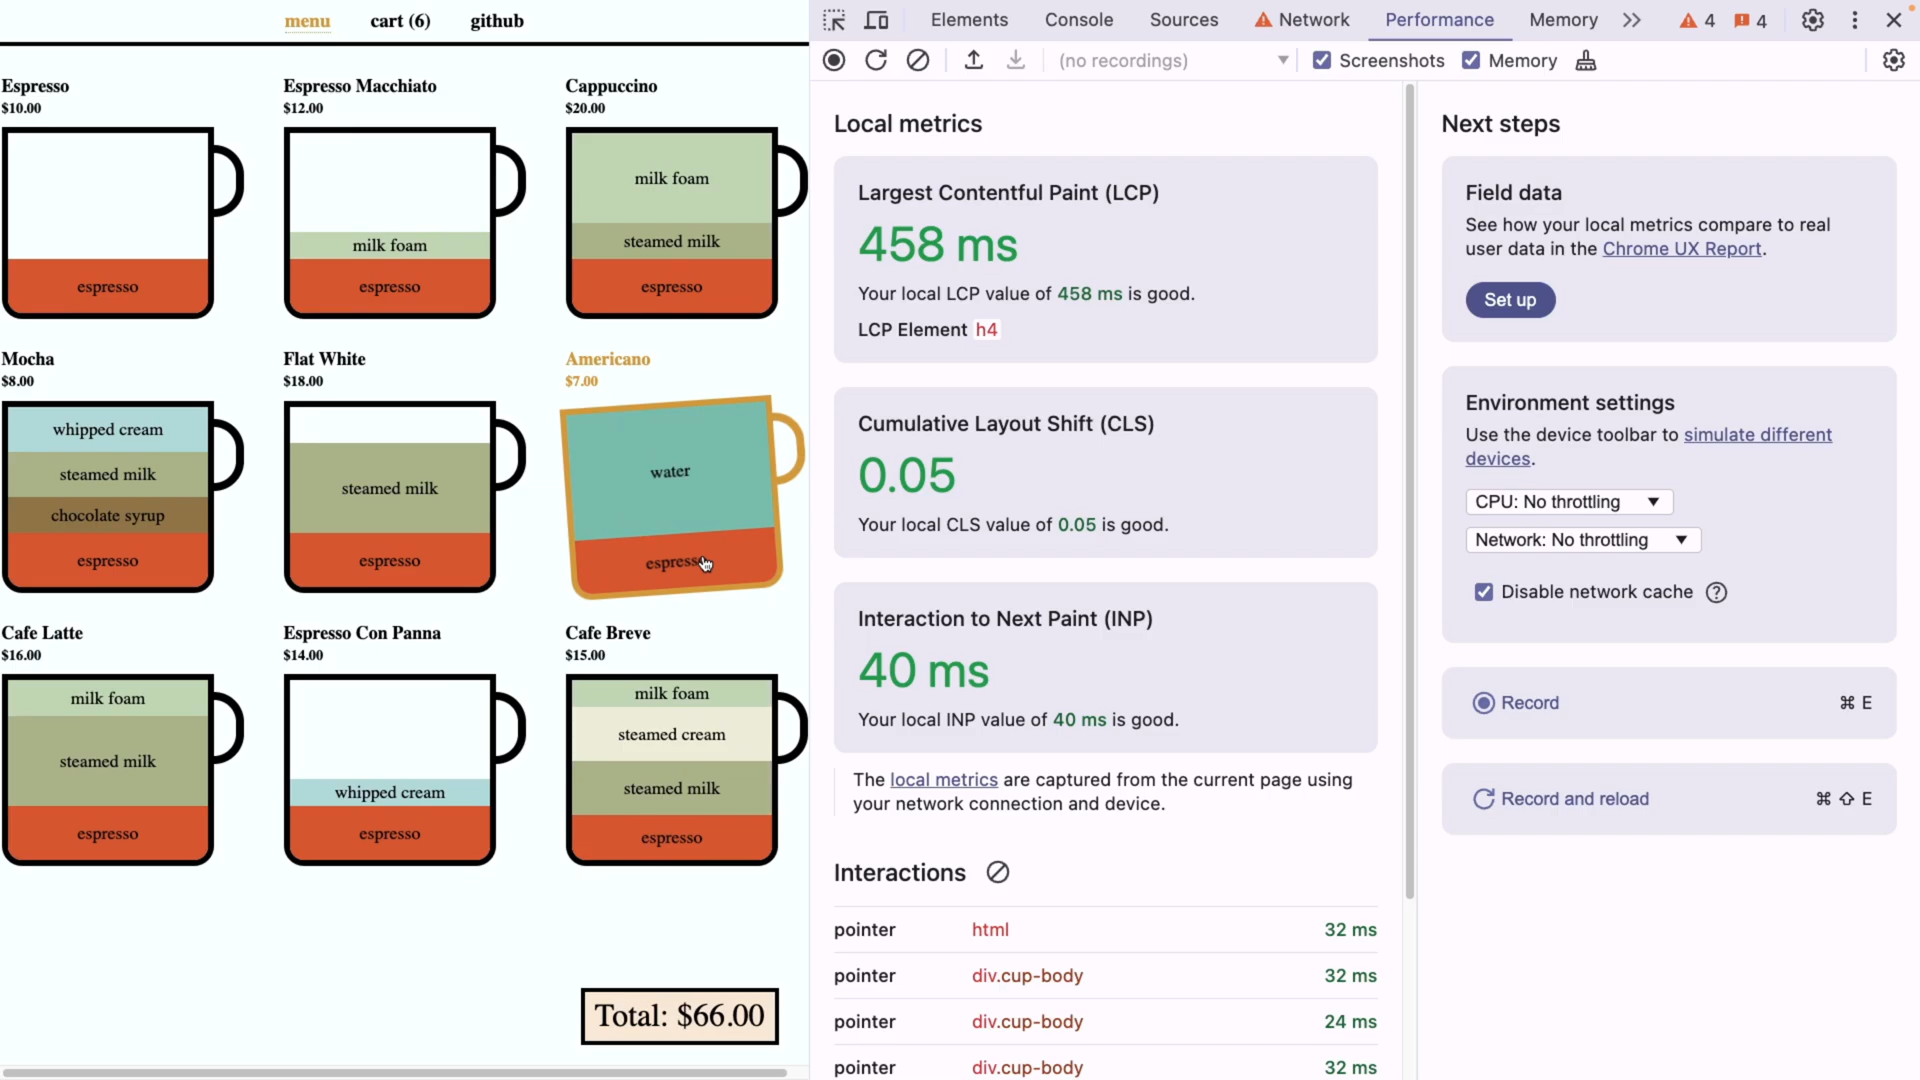 menu
cart (6)
github
Espresso
$10.00
espresso
Espresso Macchiato
$12.00
milk foam
espresso
Cappuccino
$20.00
milk foam
steamed milk
espresso
Mocha
$8.00
whipped cream
steamed milk
chocolate syrup
espresso
Flat White
$18.00
steamed milk
espresso
Americano
$7.00
water
espresso
Cafe Latte
$16.00
milk foam
steamed milk
espresso
Espresso Con Panna
$14.00
whipped cream
espresso
Cafe Breve
$15.00
milk foam
steamed cream
steamed milk
espresso
Total: $66.00
Elements
Console
Sources
Network
Performance
Memory
4
4
(no recordings)
Screenshots
Memory
Local metrics
Largest Contentful Paint (LCP)
458 ms
Your local LCP value of 458 ms is good.
LCP Element h4
Cumulative Layout Shift (CLS)
0.05
Your local CLS value of 0.05 is good.
Interaction to Next Paint (INP)
40 ms
Your local INP value of 40 ms is good.
The local metrics are captured from the current page using
your network connection and device.
Interactions
pointer html 32 ms
pointer div.cup-body 32 ms
pointer div.cup-body 24 ms
pointer div.cup-body 32 ms
Next steps
Field data
See how your local metrics compare to real
user data in the Chrome UX Report.
Set up
Environment settings
Use the device toolbar to simulate different
devices.
CPU: No throttling
Network: No throttling
Disable network cache
Record ⌘ E
Record and reload ⌘ ⇧ E